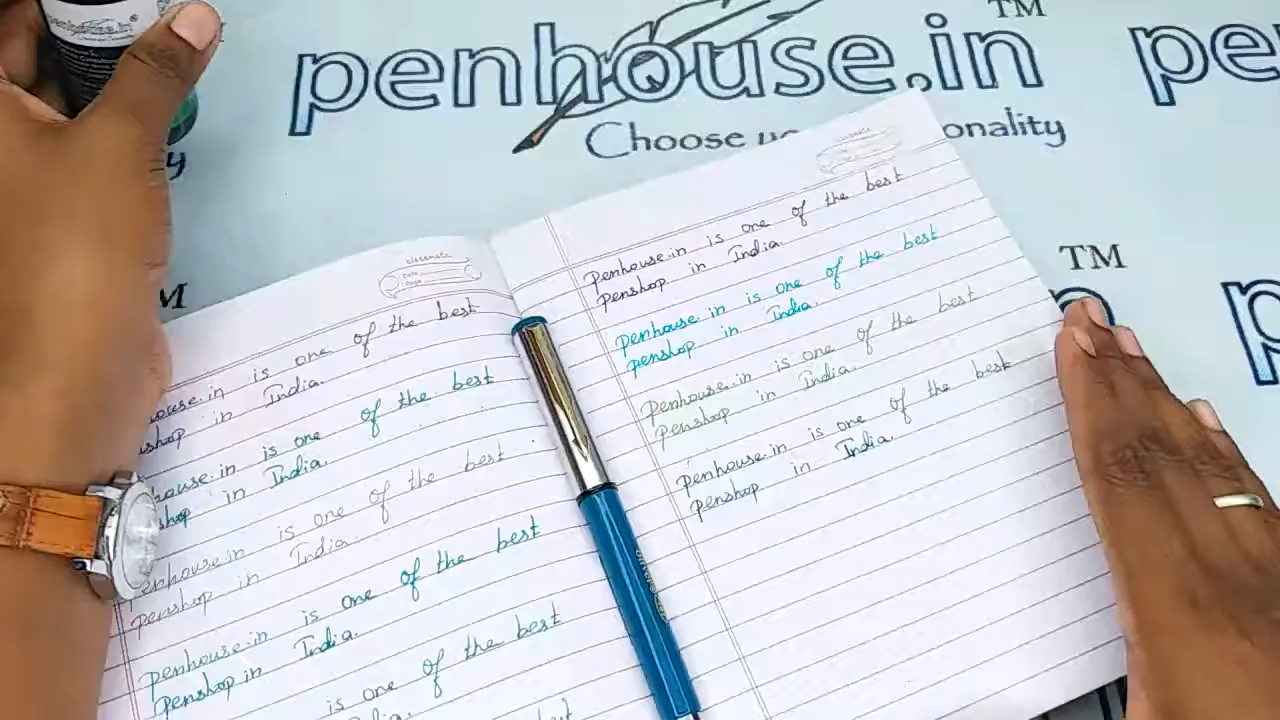 penhouse.in
penhouse.in TM
Choose onality
TM
TM
classmate
Penhouse.in is one of the best
penshop in India.
penhouse.in is one of the best
penshop in India.
Penhouse.in is one of the best
penshop in India.
penhouse.in is one of the best
penshop in India.
is one of the best
in India.
is one of the best
in India.
penhouse.in is one of the best
penshop in India.
penhouse.in is one of the best
penshop in India.
is one of the best